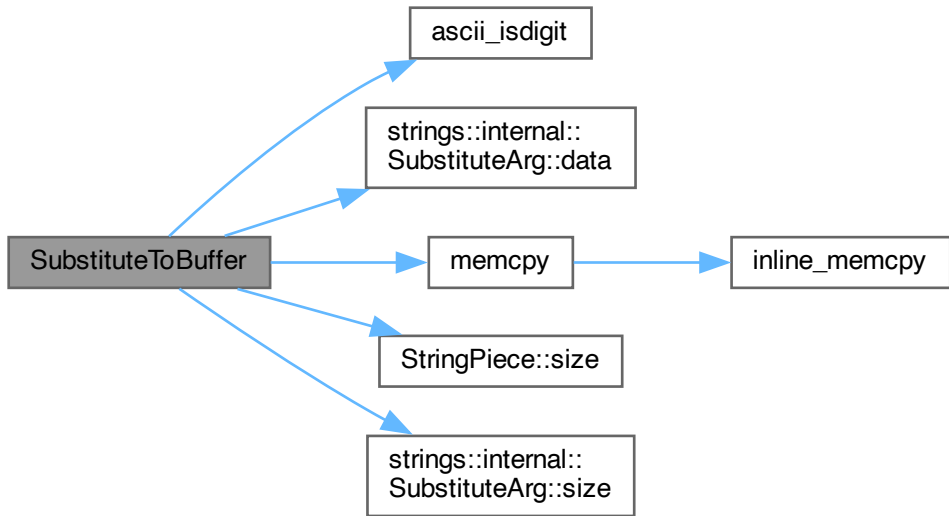 ascii_isdigit
strings::internal::
SubstituteArg::data
SubstituteToBuffer
memcpy
inline_memcpy
StringPiece::size
strings::internal::
SubstituteArg::size